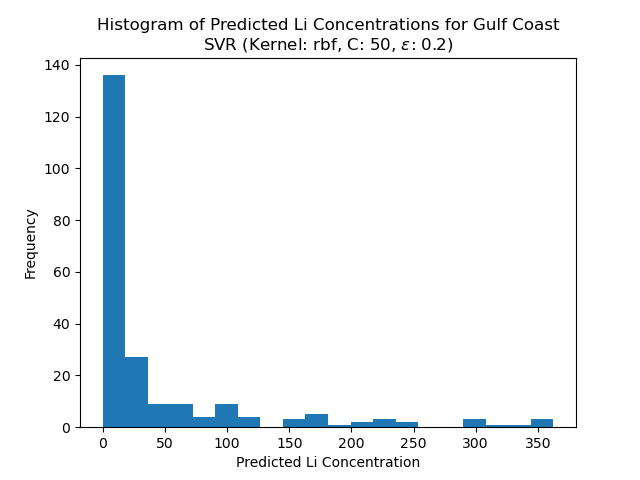 Histogram of Predicted Li Concentrations for Gulf Coast
SVR (Kernel: rbf, C: 50, ε: 0.2)
140
120
100
80
60
40
20
0
Frequency
0 50 100 150 200 250 300 350
Predicted Li Concentration